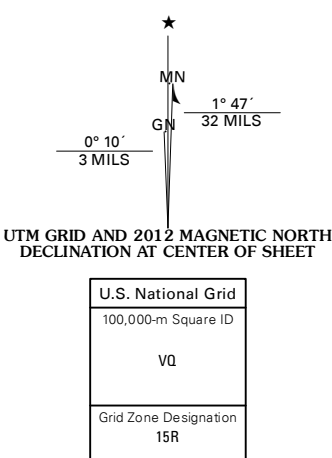 ★
MN
1° 47´
32 MILS
GN
0° 10´
3 MILS
UTM GRID AND 2012 MAGNETIC NORTH
DECLINATION AT CENTER OF SHEET
U.S. National Grid
100,000-m Square ID
VQ
Grid Zone Designation
15R